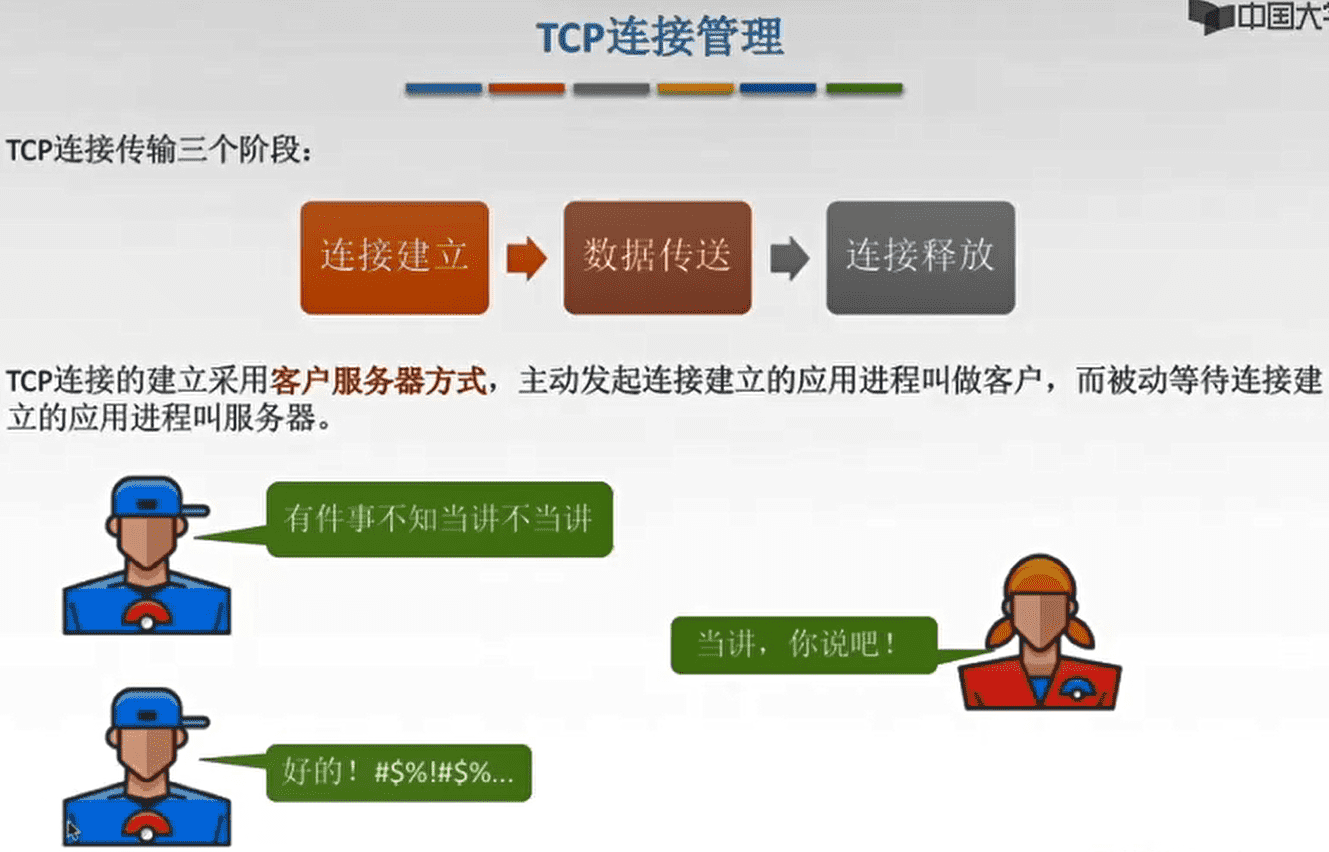 中国大
TCP连接管理
TCP连接传输三个阶段：
连接建立
数据传送
连接释放
TCP连接的建立采用客户服务器方式，主动发起连接建立的应用进程叫做客户，而被动等待连接建
立的应用进程叫服务器。
有件事不知当讲不当讲
当讲，你说吧！
好的！#$%!#$%...